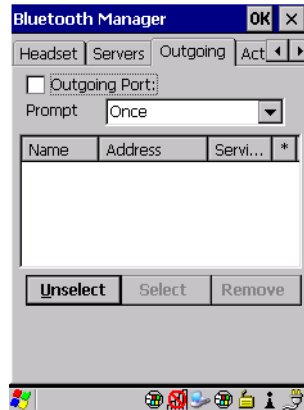 Bluetooth Manager OK ×
Headset Servers Outgoing Act
Outgoing Port:
Prompt Once
Name Address Servi... *
Unselect Select Remove